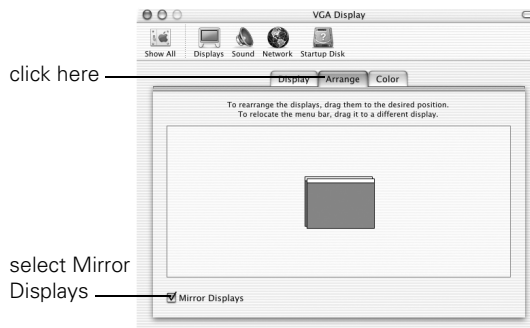 VGA Display
Show All
Displays Sound Network Startup Disk
click here
Display Arrange Color
To rearrange the displays, drag them to the desired position.
To relocate the menu bar, drag it to a different display.
select Mirror
Displays
Mirror Displays